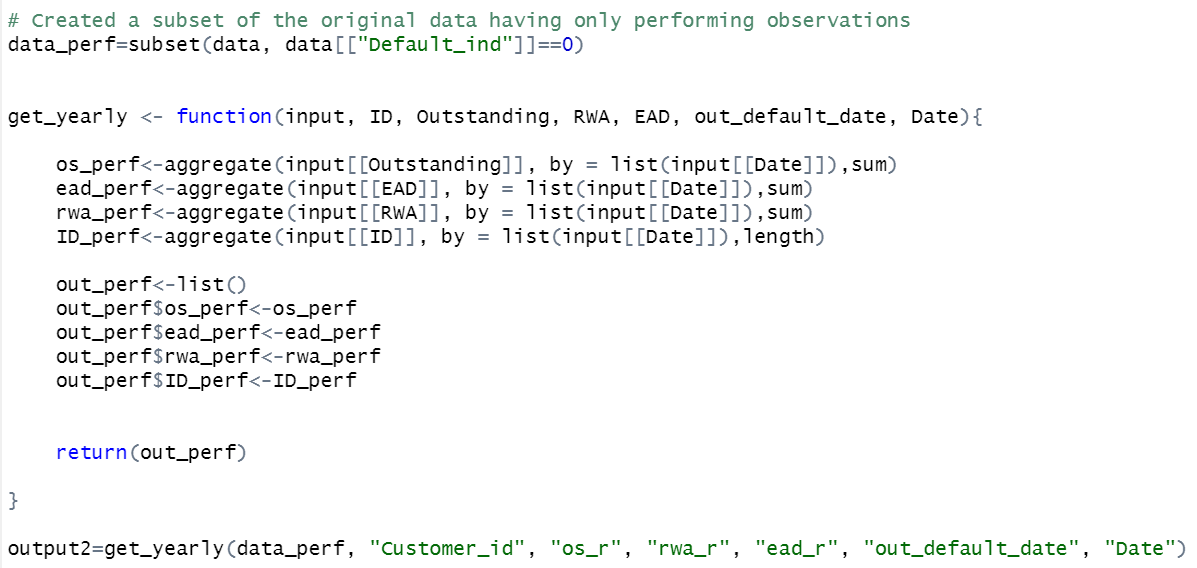 # Created a subset of the original data having only performing observations
data_perf=subset(data, data[["Default_ind"]]==0)
get_yearly <- function(input, ID, Outstanding, RWA, EAD, out_default_date, Date){
os_perf<-aggregate(input[[Outstanding]], by = list(input[[Date]]),sum)
ead_perf<-aggregate(input[[EAD]], by = list(input[[Date]]),sum)
rwa_perf<-aggregate(input[[RWA]], by = list(input[[Date]]),sum)
ID_perf<-aggregate(input[[ID]], by = list(input[[Date]]),length)
out_perf<-list()
out_perf$os_perf<-os_perf
out_perf$ead_perf<-ead_perf
out_perf$rwa_perf<-rwa_perf
out_perf$ID_perf<-ID_perf
return(out_perf)
}
output2=get_yearly(data_perf, "Customer_id", "os_r", "rwa_r", "ead_r", "out_default_date", "Date")